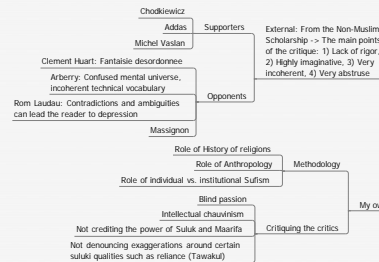 Chodkiewicz
Addas
Michel Vaslan
Supporters
External: From the Non-Muslim
Scholarship -> The main points
of the critique: 1) Lack of rigor,
2) Highly imaginative, 3) Very
incoherent, 4) Very abstruse
Clement Huart: Fantaisie desordonnee
Arberry: Confused mental universe,
incoherent technical vocabulary
Rom Laudau: Contradictions and ambiguities
can lead the reader to depression
Massignon
Opponents
Role of History of religions
Role of Anthropology
Role of individual vs. institutional Sufism
Methodology
Blind passion
Intellectual chauvinism
Not crediting the power of Suluk and Maarifa
Not denouncing exaggerations around certain
suluki qualities such as reliance (Tawakul)
Critiquing the critics
My ow